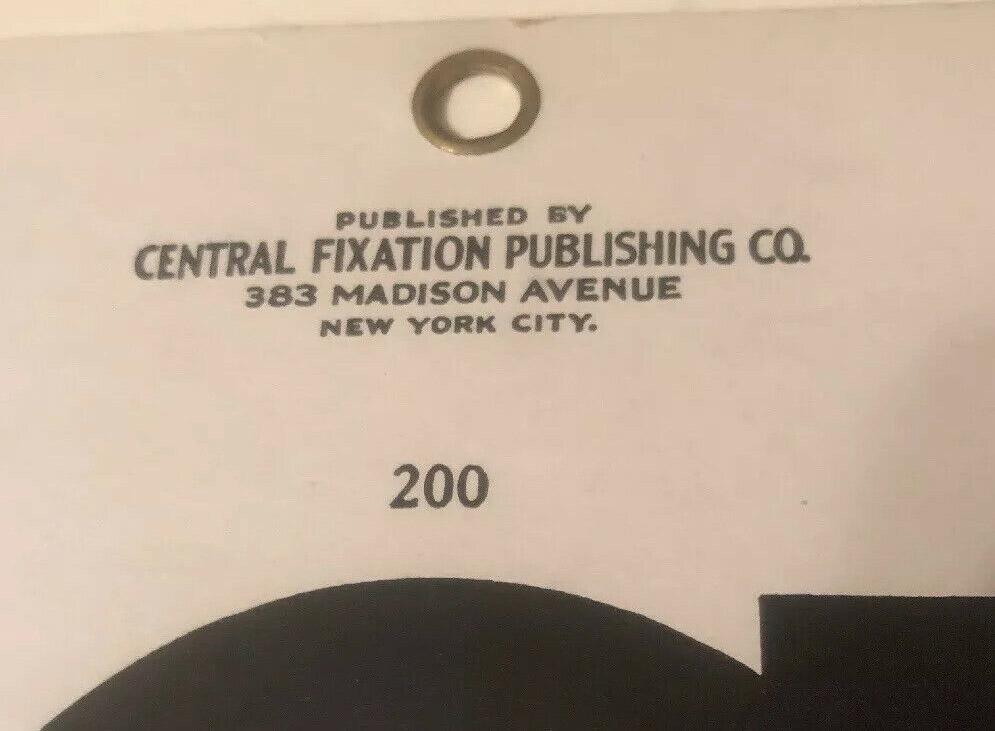 PUBLISHED BY
CENTRAL FIXATION PUBLISHING CO.
383 MADISON AVENUE
NEW YORK CITY.
200